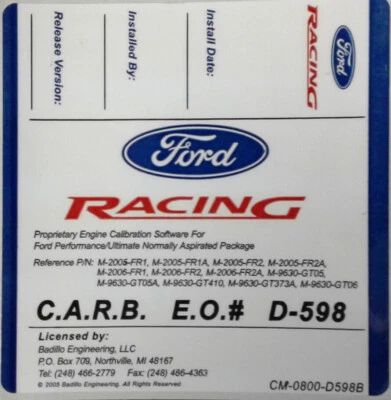 Release Version:
Installed By:
Install Date:
Ford
RACING
Ford
RACING
Proprietary Engine Calibration Software For
Ford Performance/Ultimate Normally Aspirated Package
Reference P/N: M-2005-FR1, M-2005-FR1A, M-2005-FR2, M-2005-FR2A,
M-2006-FR1, M-2006-FR2, M-2006-FR2A, M-9630-GT05,
M-9630-GT05A, M-9630-GT410, M-9630-GT373A, M-9630-GT06
C.A.R.B. E.O.# D-598
Licensed by:
Badillo Engineering, LLC
P.O. Box 709, Northville, MI 48167
Tel: (248) 466-2779 Fax: (248) 486-4363
© 2005 Badillo Engineering, All Rights Reserved.
CM-0800-D598B